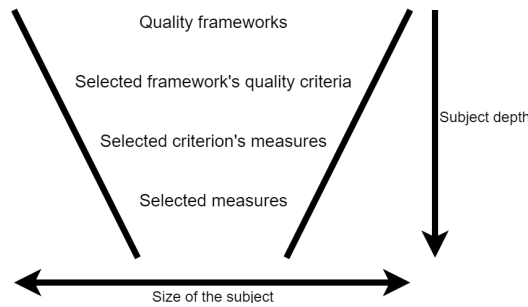 Quality frameworks
Selected framework's quality criteria
Selected criterion's measures
Selected measures
Subject depth
Size of the subject